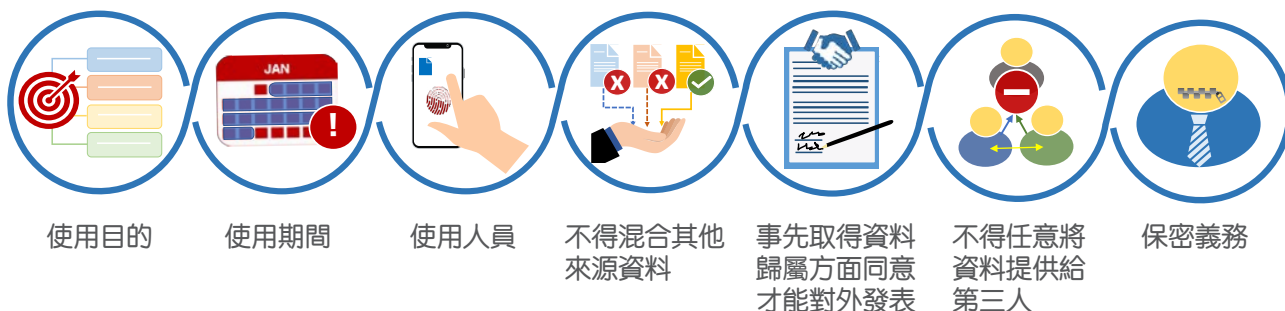 JAN
!
X
X
使用目的
使用期間
使用人員
不得混合其他
來源資料
事先取得資料
歸屬方面同意
才能對外發表
不得任意將
資料提供給
第三人
保密義務